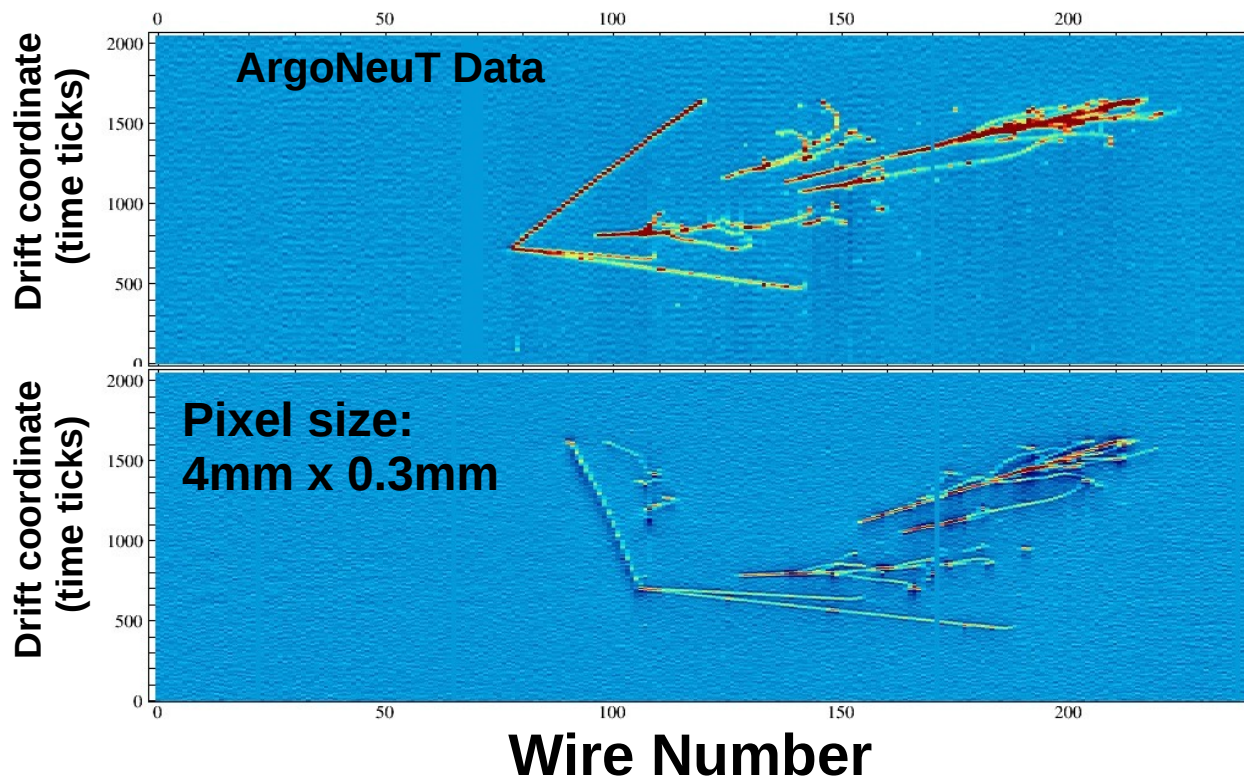 0 50 100 150 200
2000
1500
1000
500
0
Drift coordinate
(time ticks)
ArgoNeuT Data
2000
1500
1000
500
0
Drift coordinate
(time ticks)
Pixel size:
4mm x 0.3mm
0 50 100 150 200
Wire Number